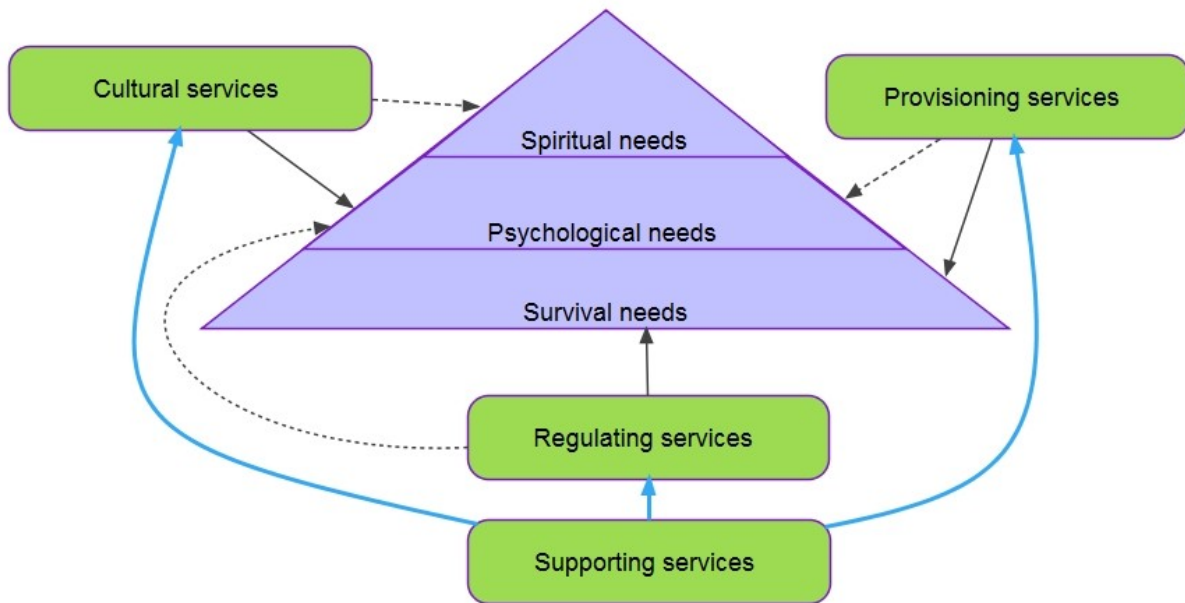 Cultural services
Provisioning services
Spiritual needs
Psychological needs
Survival needs
Regulating services
Supporting services